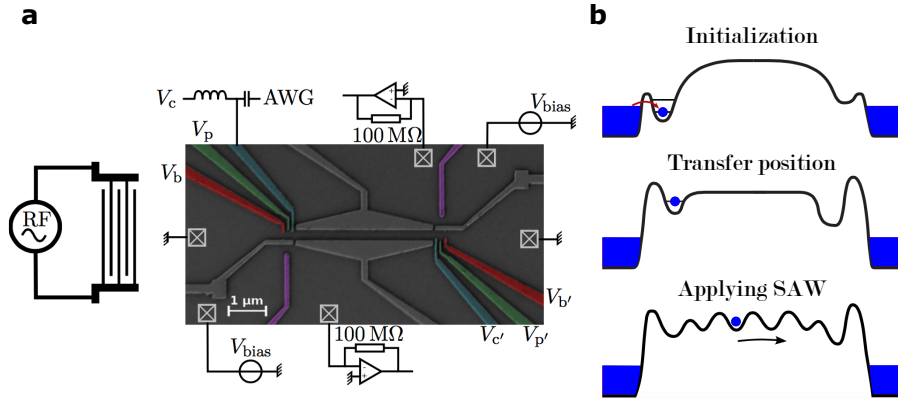 a
b
Initialization
V_c
AWG
V_bias
V_p
100 MΩ
V_b
Transfer position
RF
1 μm
V_b′
Applying SAW
100 MΩ
V_c′
V_p′
V_bias